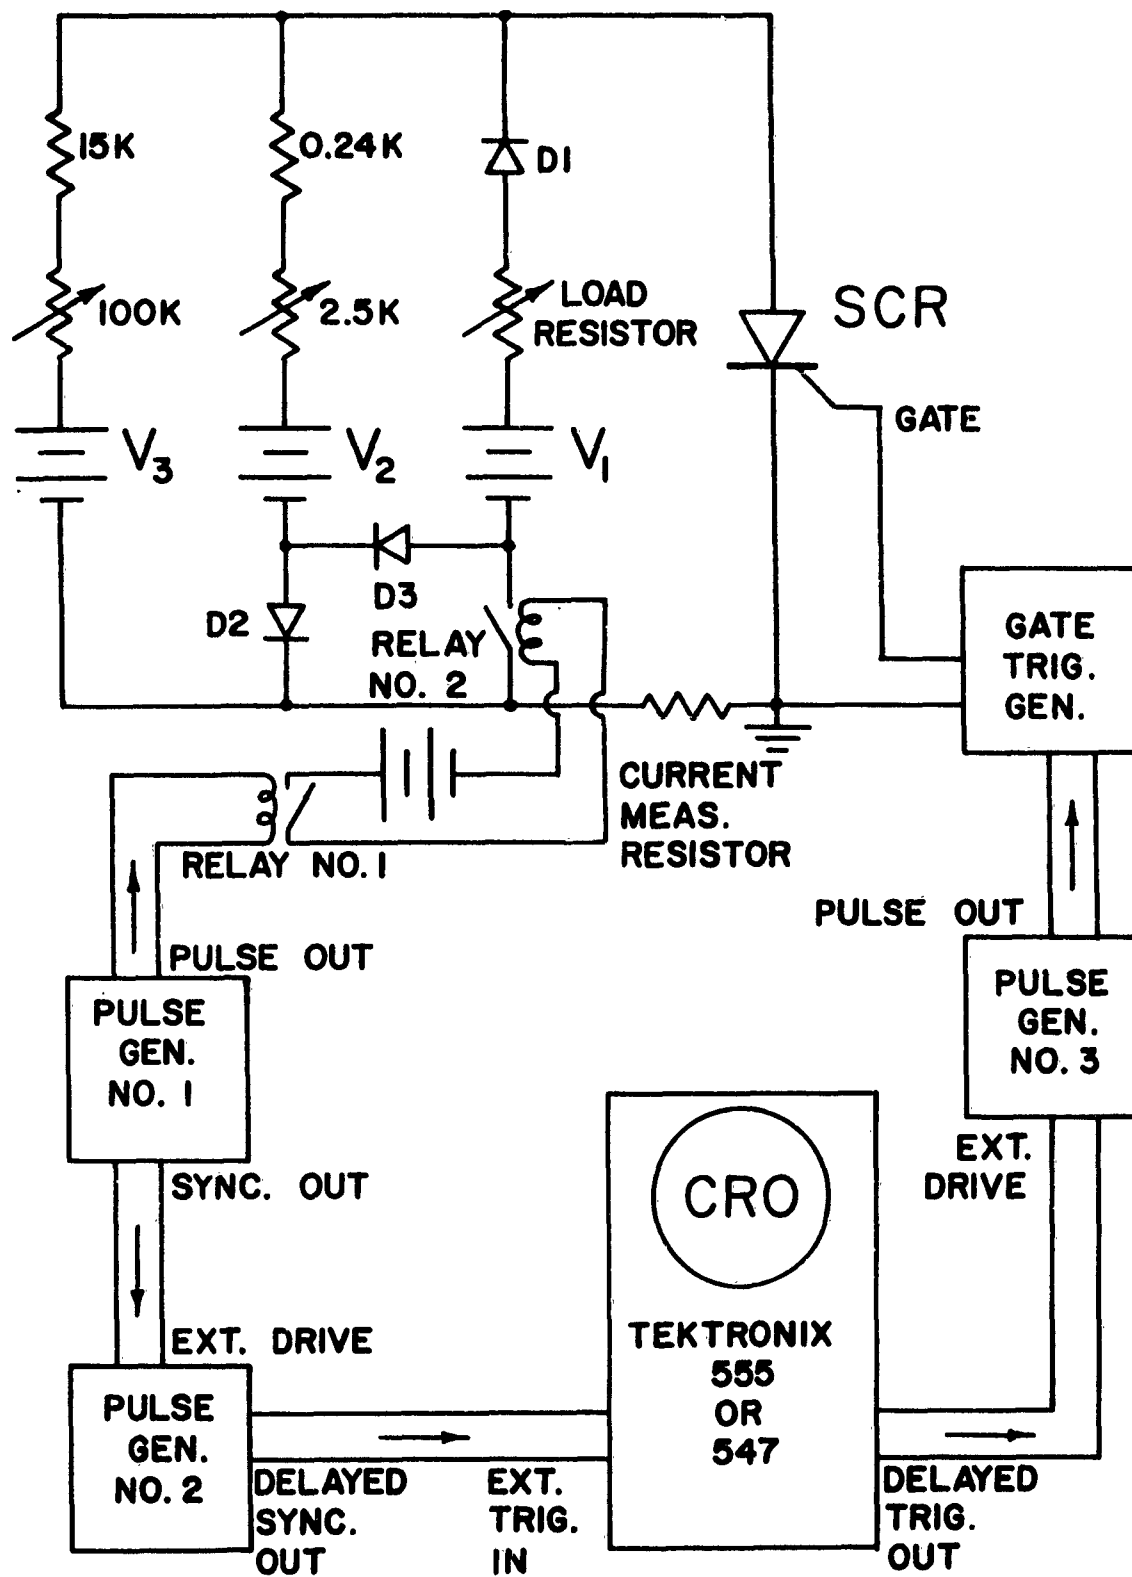 15K
0.24K
D1
100K
2.5K
LOAD
RESISTOR
SCR
GATE
V3
V2
V1
D3
D2
RELAY
NO. 2
GATE
TRIG.
GEN.
CURRENT
MEAS.
RESISTOR
RELAY NO. 1
PULSE OUT
PULSE OUT
PULSE
GEN.
NO. 1
PULSE
GEN.
NO. 3
SYNC. OUT
EXT.
DRIVE
CRO
EXT. DRIVE
TEKTRONIX
555
OR
547
PULSE
GEN.
NO. 2
DELAYED
SYNC.
OUT
EXT.
TRIG.
IN
DELAYED
TRIG.
OUT